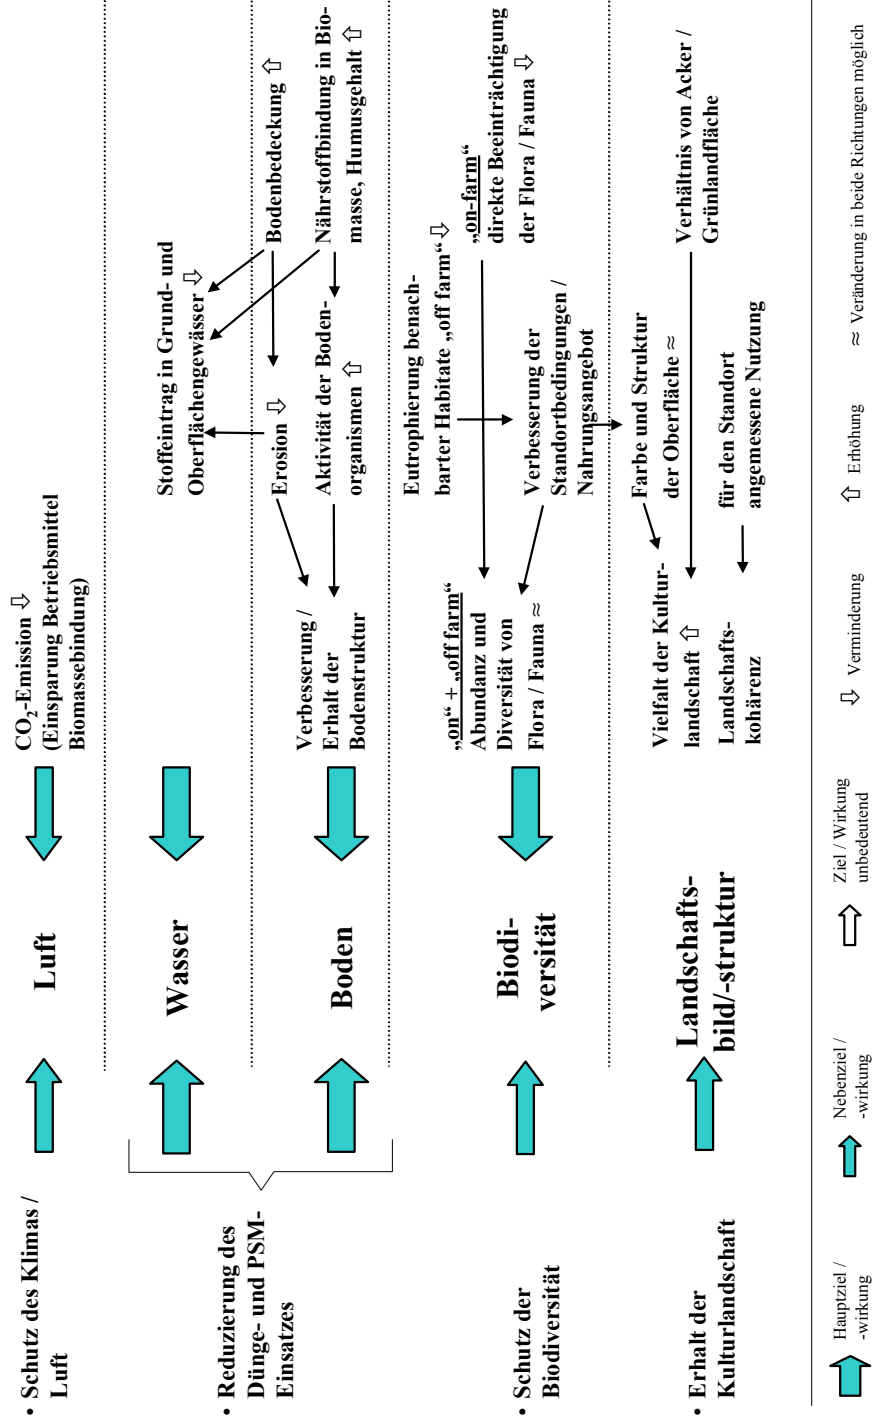 • Schutz des Klimas /
Luft
Luft
CO₂-Emission ⇩
(Einsparung Betriebsmittel
Biomassebindung)
• Reduzierung des
Dünge- und PSM-
Einsatzes
Wasser
Stoffeintrag in Grund- und
Oberflächengewässer ⇩
Boden
Verbesserung /
Erhalt der
Bodenstruktur
Erosion ⇩
Aktivität der Boden-
organismen ⇧
Bodenbedeckung ⇧
Nährstoffbindung in Bio-
masse, Humusgehalt ⇧
• Schutz der
Biodiversität
Biodi-
versität
„on“ + „off farm“
Abundanz und
Diversität von
Flora / Fauna ≈
Eutrophierung benach-
barter Habitate „off farm“ ⇩
Verbesserung der
Standortbedingungen /
Nahrungsangebot
„on-farm“
direkte Beeinträchtigung
der Flora / Fauna ⇩
• Erhalt der
Kulturlandschaft
Landschafts-
bild/-struktur
Vielfalt der Kultur-
landschaft ⇧
Landschafts-
kohärenz
Farbe und Struktur
der Oberfläche ≈
für den Standort
angemessene Nutzung
Verhältnis von Acker /
Grünlandfläche
Hauptziel /
-wirkung
Nebenziel /
-wirkung
Ziel / Wirkung
unbedeutend
⇩ Verminderung
⇧ Erhöhung
≈ Veränderung in beide Richtungen möglich